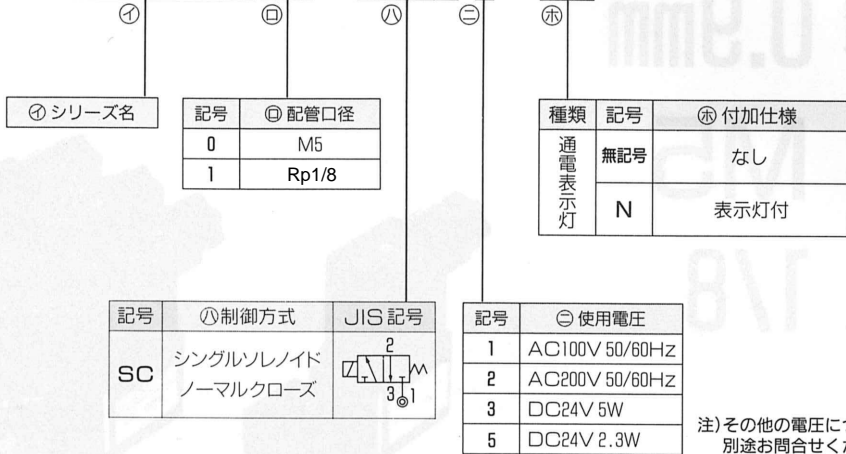 ㋑ ㋺ ㋩ ㋥ ㋭
㋑シリーズ名
記号 ㋺配管口径
0 M5
1 Rp1/8
種類 記号 ㋭付加仕様
通電表示灯 無記号 なし
N 表示灯付
記号 ㋩制御方式 JIS記号
SC シングルソレノイド
ノーマルクローズ
2
3 1
記号 ㋥使用電圧
1 AC100V 50/60Hz
2 AC200V 50/60Hz
3 DC24V 5W
5 DC24V 2.3W
注)その他の電圧に
別途お問合せくだ